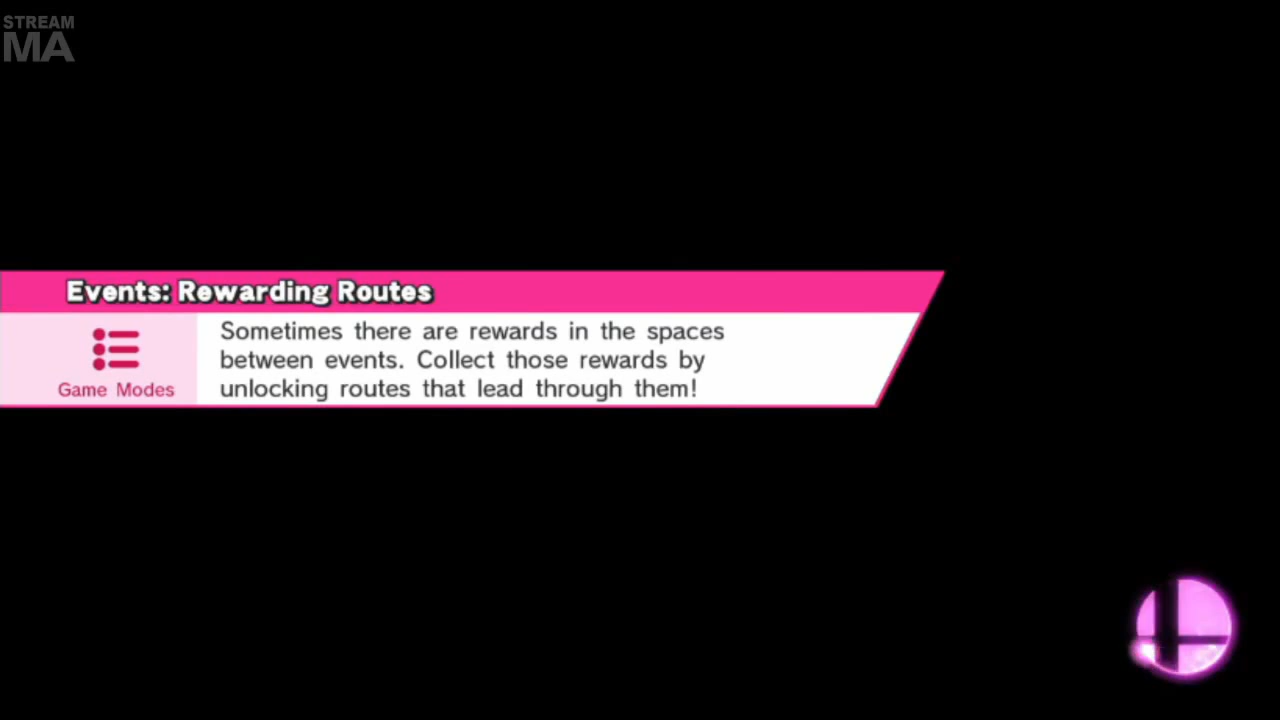 STREAM
MA
Events: Rewarding Routes
Sometimes there are rewards in the spaces
between events. Collect those rewards by
unlocking routes that lead through them!
Game Modes